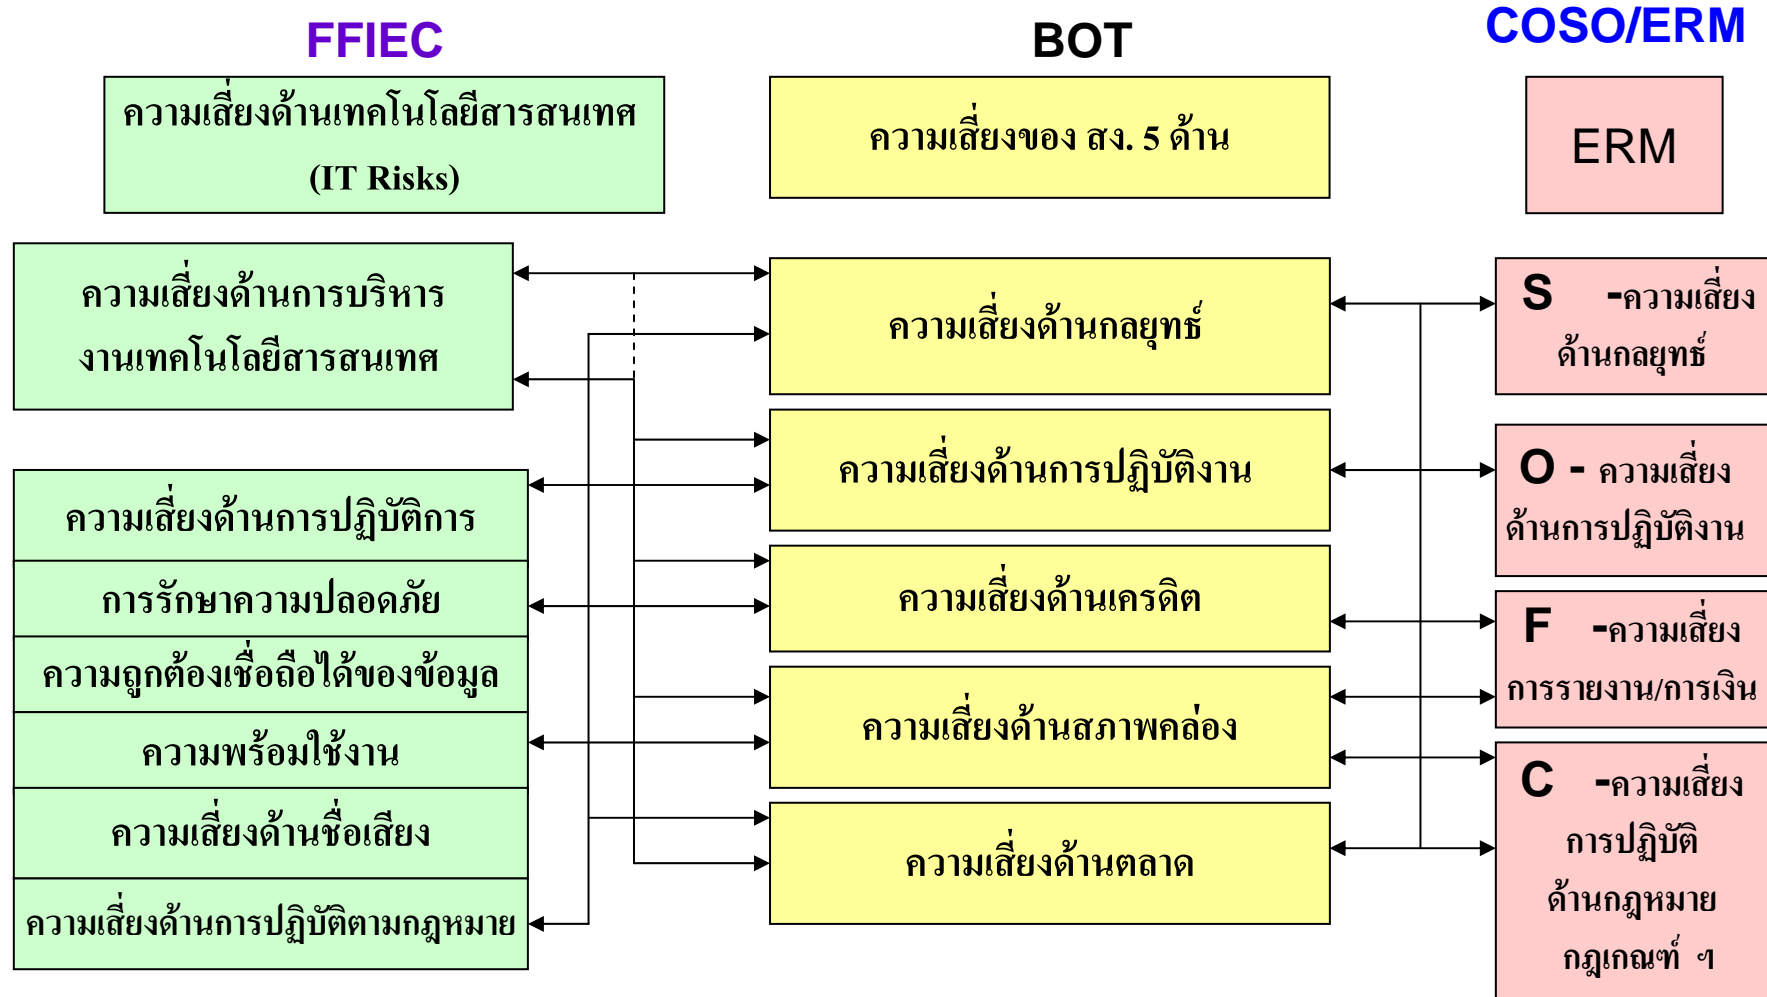 FFIEC
ความเสี่ยงด้านเทคโนโลยีสารสนเทศ
(IT Risks)
ความเสี่ยงด้านการบริหาร
งานเทคโนโลยีสารสนเทศ
ความเสี่ยงด้านการปฏิบัติการ
การรักษาความปลอดภัย
ความถูกต้องเชื่อถือได้ของข้อมูล
ความพร้อมใช้งาน
ความเสี่ยงด้านชื่อเสียง
ความเสี่ยงด้านการปฏิบัติตามกฎหมาย
BOT
ความเสี่ยงของ สง. 5 ด้าน
ความเสี่ยงด้านกลยุทธ์
ความเสี่ยงด้านการปฏิบัติงาน
ความเสี่ยงด้านเครดิต
ความเสี่ยงด้านสภาพคล่อง
ความเสี่ยงด้านตลาด
COSO/ERM
ERM
S -ความเสี่ยง
ด้านกลยุทธ์
O - ความเสี่ยง
ด้านการปฏิบัติงาน
F -ความเสี่ยง
การรายงาน/การเงิน
C -ความเสี่ยง
การปฏิบัติ
ด้านกฎหมาย
กฎเกณฑ์ ฯ